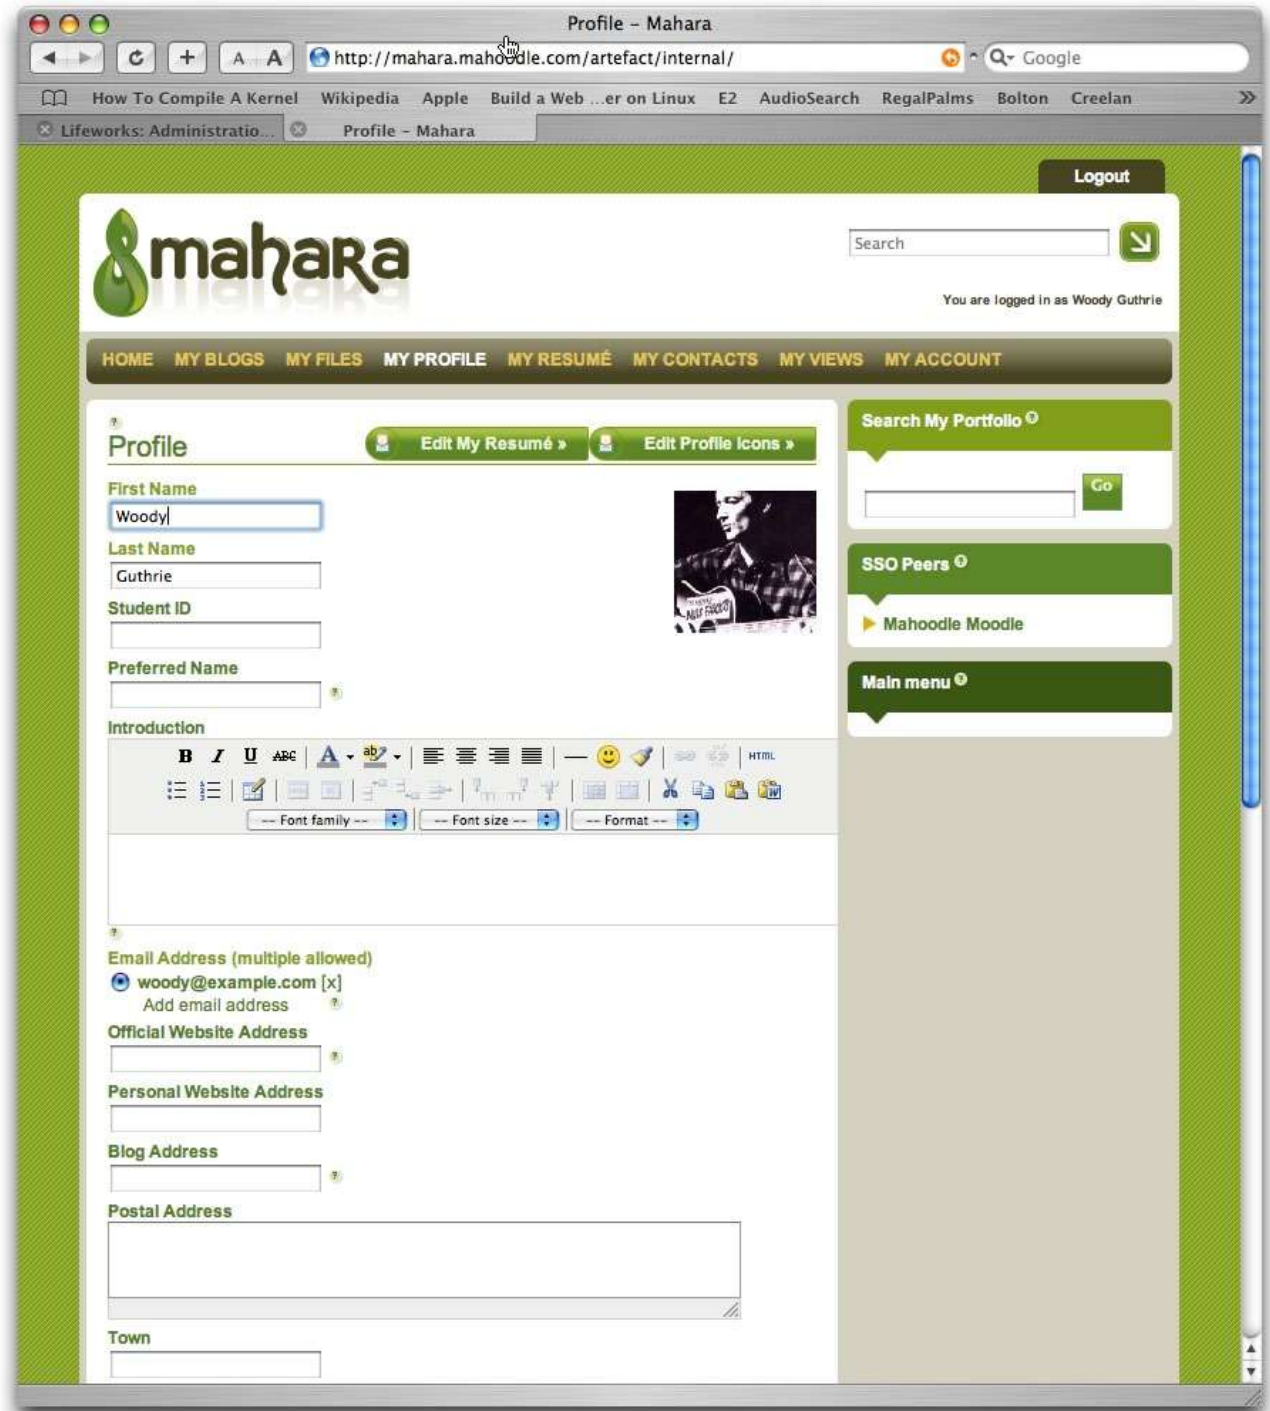 Profile – Mahara
A A http://mahara.mahoodle.com/artefact/internal/ Google
How To Compile A Kernel Wikipedia Apple Build a Web ...er on Linux E2 AudioSearch RegalPalms Bolton Creelan
Lifeworks: Administratio... Profile – Mahara
Logout
mahara
Search
You are logged in as Woody Guthrie
HOME MY BLOGS MY FILES MY PROFILE MY RESUMÉ MY CONTACTS MY VIEWS MY ACCOUNT
Profile
Edit My Resumé » Edit Profile Icons »
First Name
Woody
Last Name
Guthrie
Student ID
Preferred Name
Introduction
B I U ABC A ab HTML
-- Font family -- -- Font size -- -- Format --
Email Address (multiple allowed)
woody@example.com [x]
Add email address
Official Website Address
Personal Website Address
Blog Address
Postal Address
Town
Search My Portfolio
Go
SSO Peers
Mahoodle Moodle
Main menu